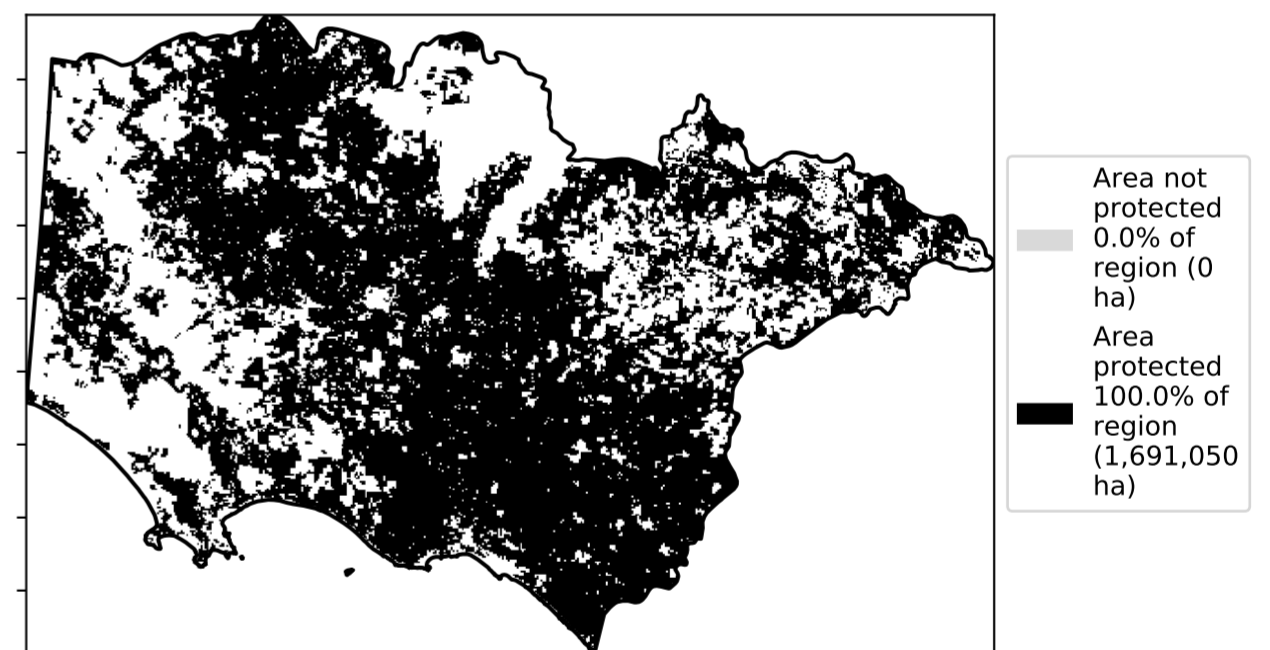 Area not
protected
0.0% of
region (0
ha)
Area
protected
100.0% of
region
(1,691,050
ha)